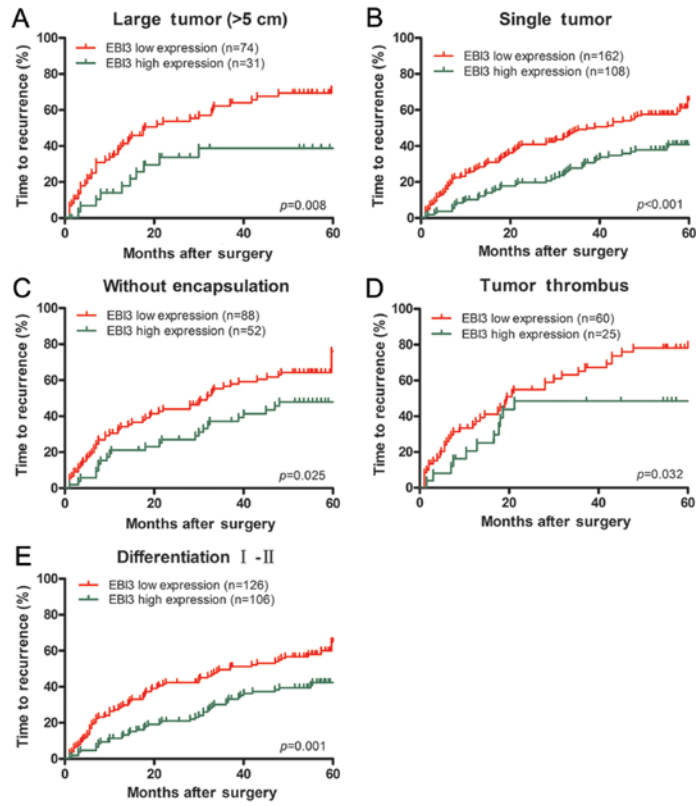 A
Large tumor (>5 cm)
EBI3 low expression (n=74)
EBI3 high expression (n=31)
Time to recurrence (%)
100
80
60
40
20
0
p=0.008
0 20 40 60
Months after surgery
B
Single tumor
EBI3 low expression (n=162)
EBI3 high expression (n=108)
Time to recurrence (%)
100
80
60
40
20
0
p<0.001
0 20 40 60
Months after surgery
C
Without encapsulation
EBI3 low expression (n=88)
EBI3 high expression (n=52)
Time to recurrence (%)
100
80
60
40
20
0
p=0.025
0 20 40 60
Months after surgery
D
Tumor thrombus
EBI3 low expression (n=60)
EBI3 high expression (n=25)
Time to recurrence (%)
100
80
60
40
20
0
p=0.032
0 20 40 60
Months after surgery
E
Differentiation Ⅰ -Ⅱ
EBI3 low expression (n=126)
EBI3 high expression (n=106)
Time to recurrence (%)
100
80
60
40
20
0
p=0.001
0 20 40 60
Months after surgery